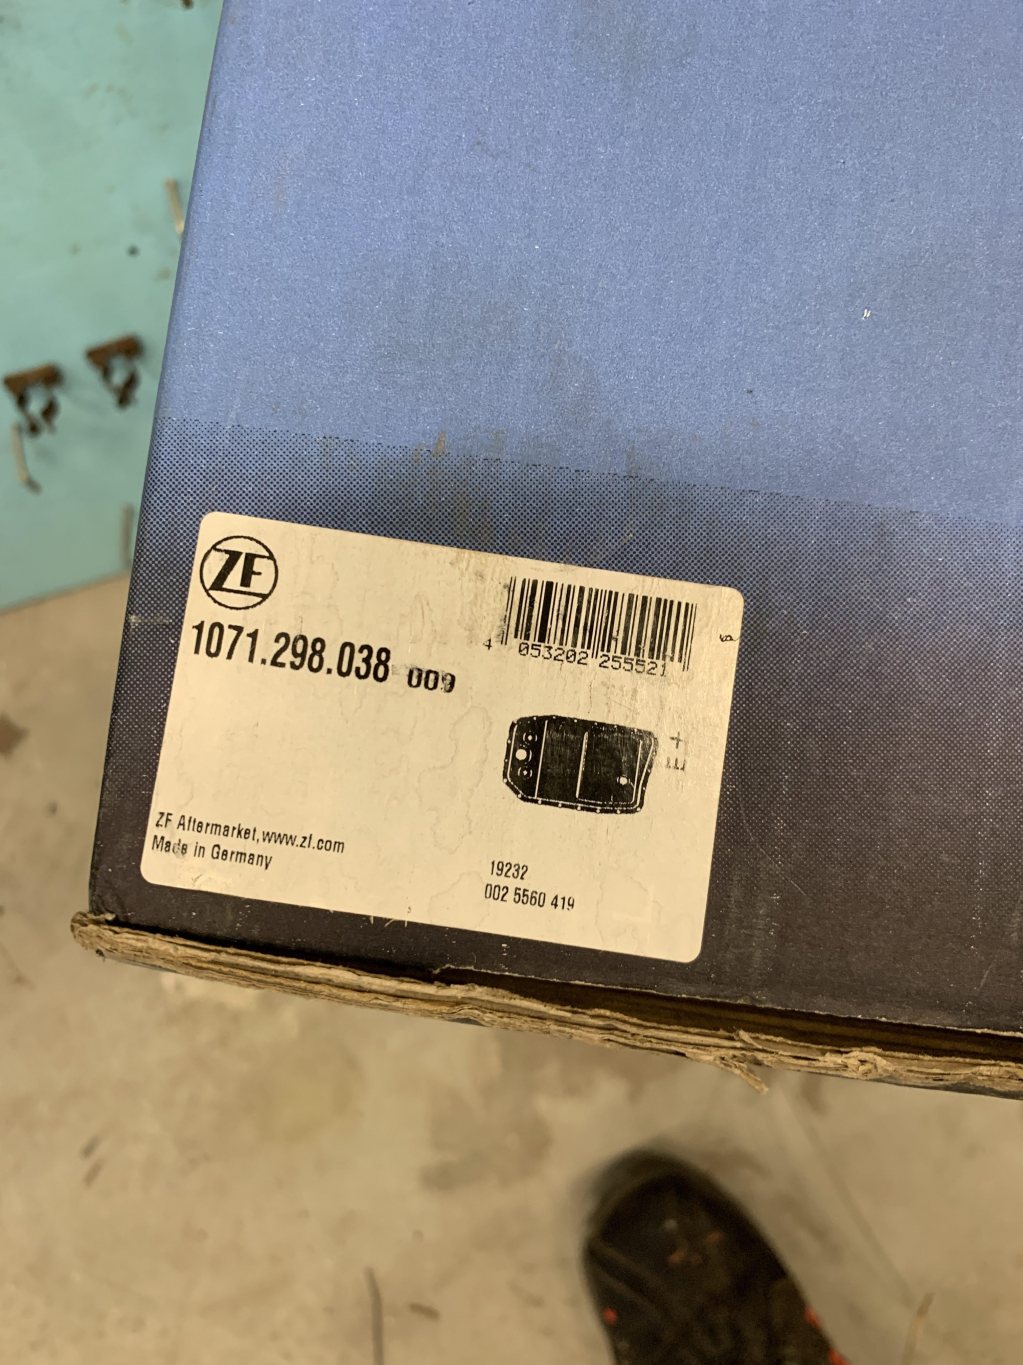 ZF
1071.298.038 009
4 053202 255521
E+
ZF Aftermarket, www.zf.com
Made in Germany
19232
002 5560 419